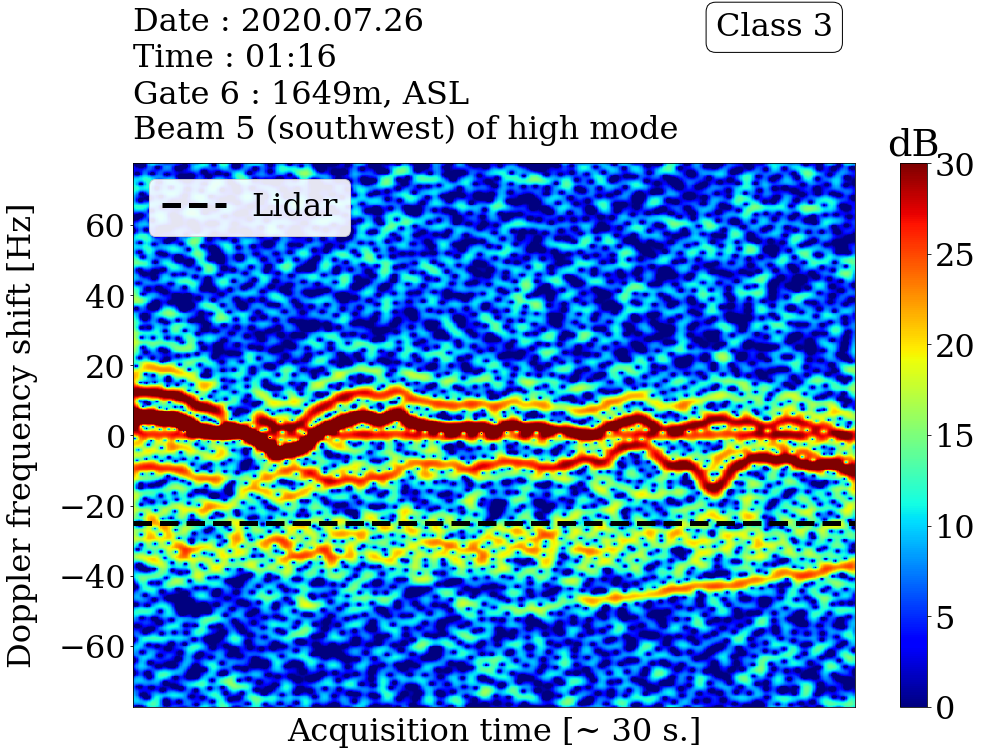 Date : 2020.07.26
Time : 01:16
Gate 6 : 1649m, ASL
Beam 5 (southwest) of high mode
Class 3
dB
Lidar
Doppler frequency shift [Hz]
60
40
20
0
−20
−40
−60
30
25
20
15
10
5
0
Acquisition time [~ 30 s.]